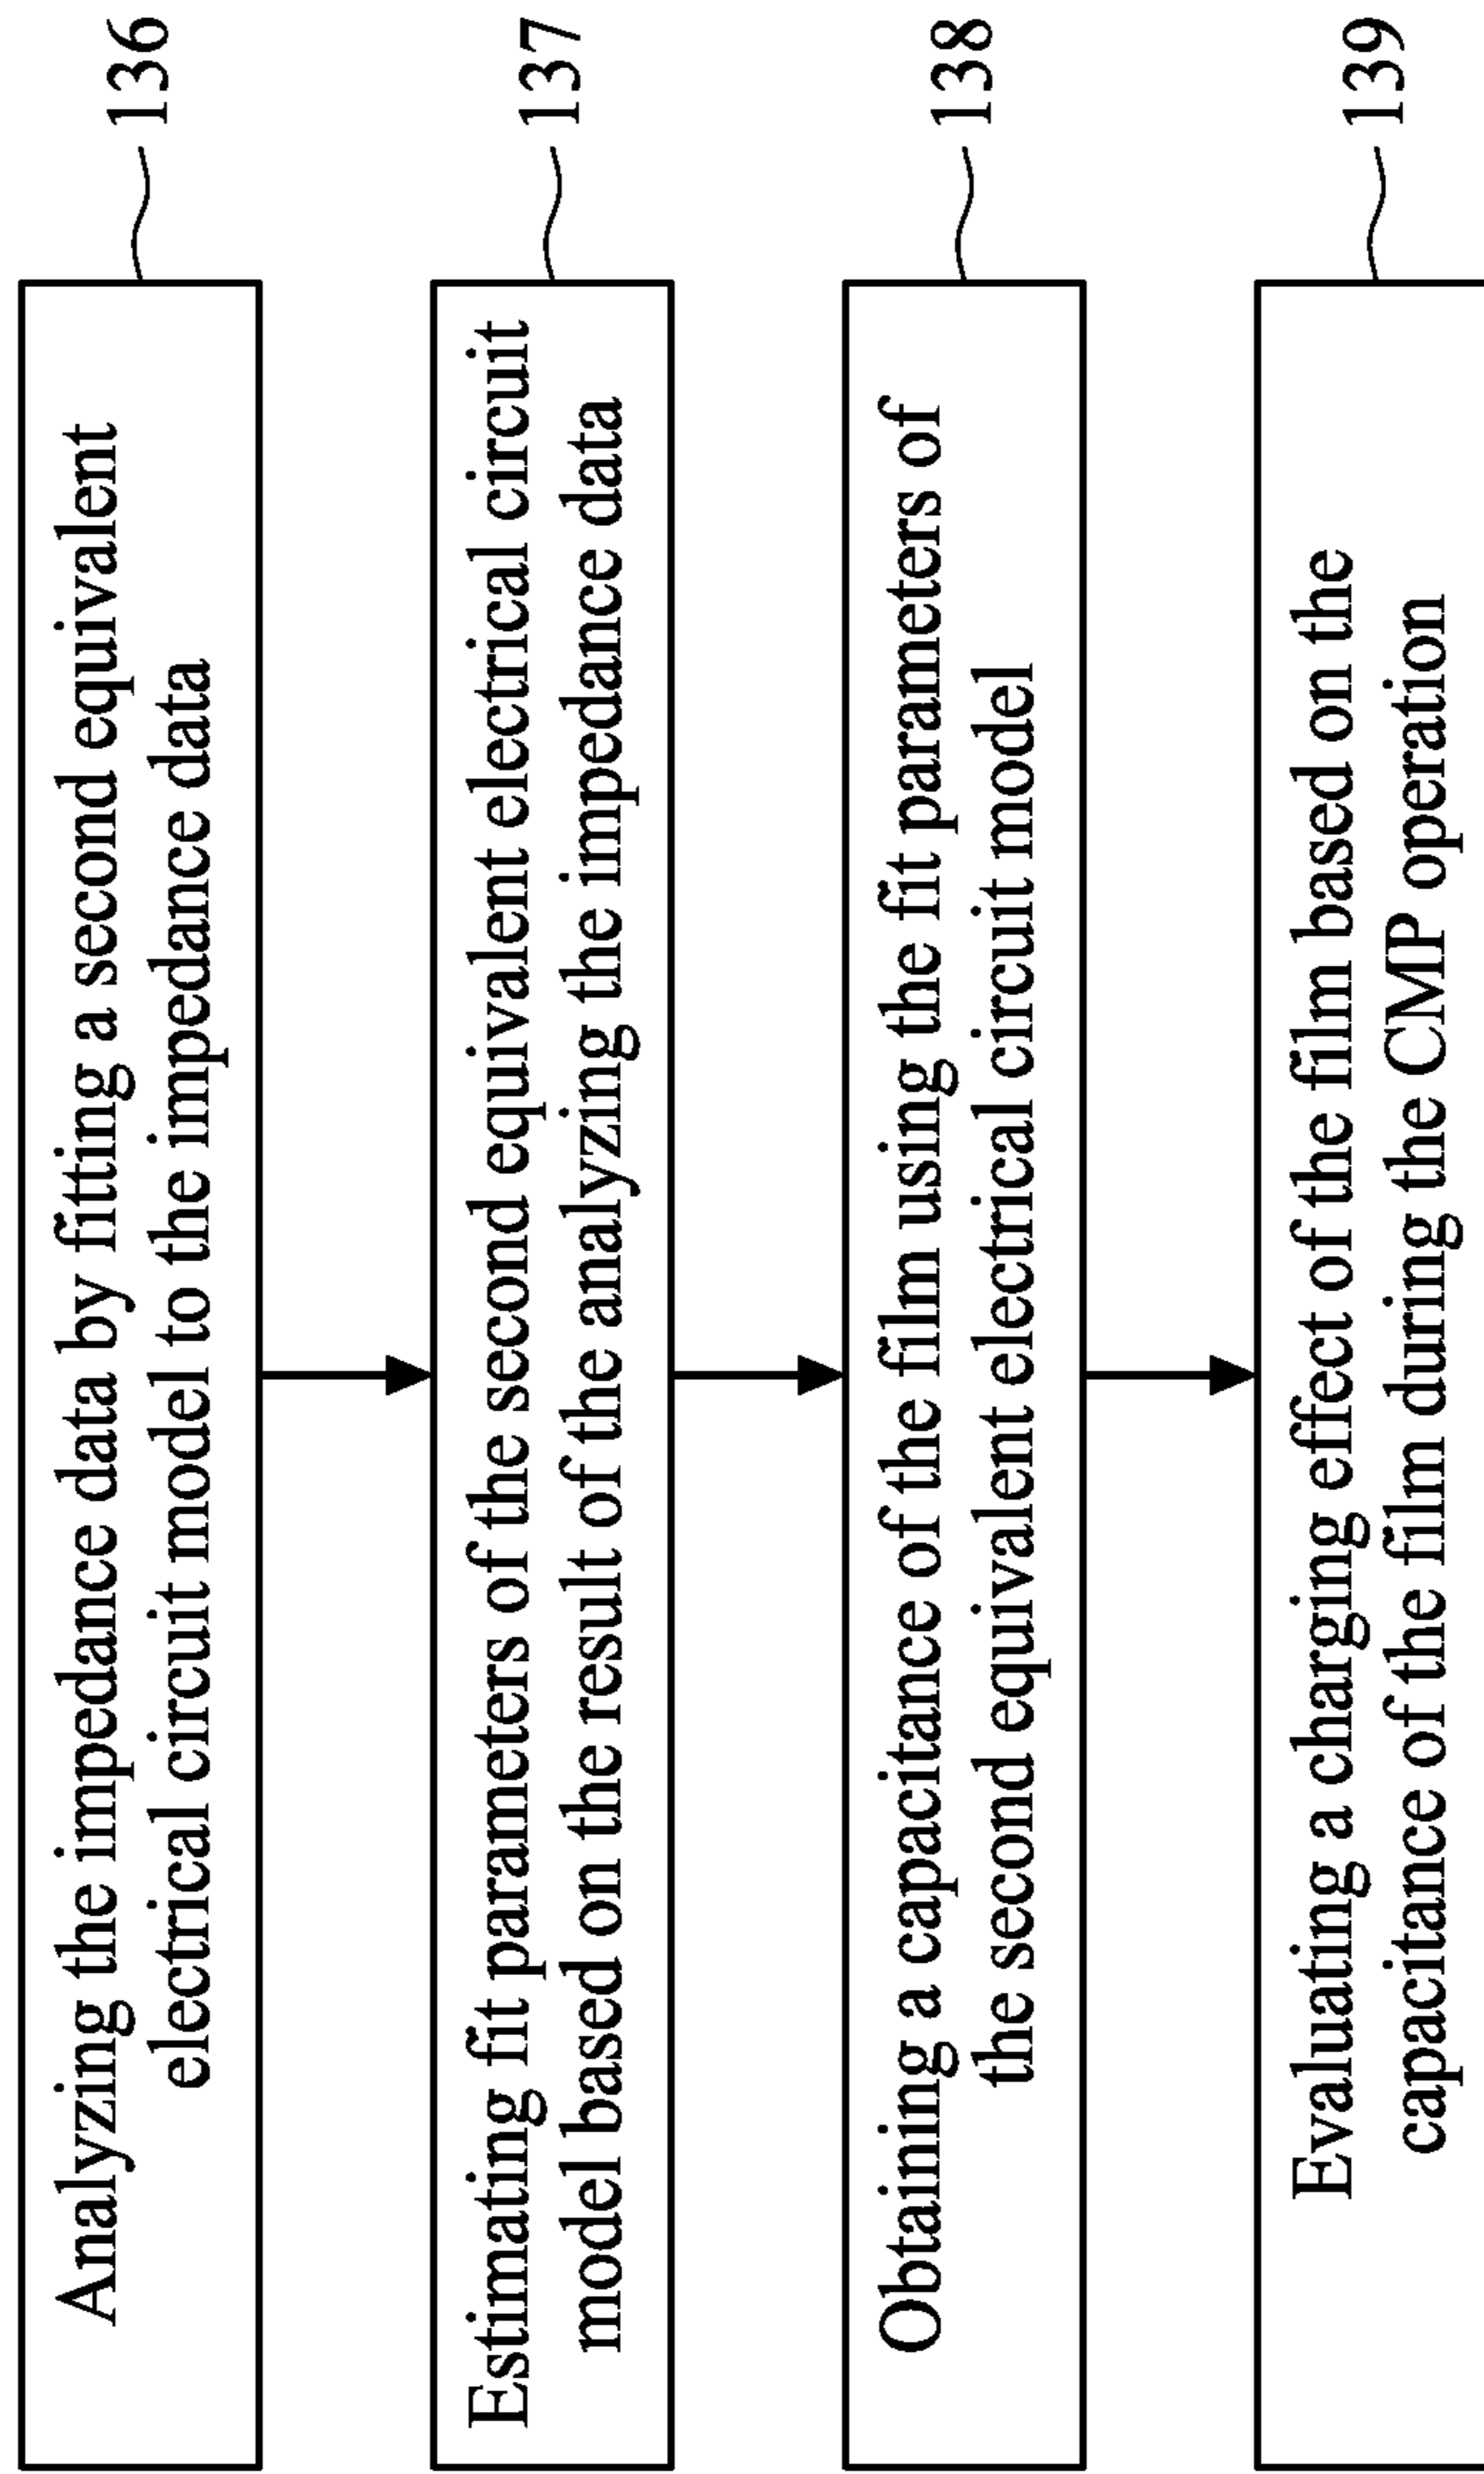 Analyzing the impedance data by fitting a second equivalent
electrical circuit model to the impedance data
136
Estimating fit parameters of the second equivalent electrical circuit
model based on the result of the analyzing the impedance data
137
Obtaining a capacitance of the film using the fit parameters of
the second equivalent electrical circuit model
138
Evaluating a charging effect of the film based on the
capacitance of the film during the CMP operation
139